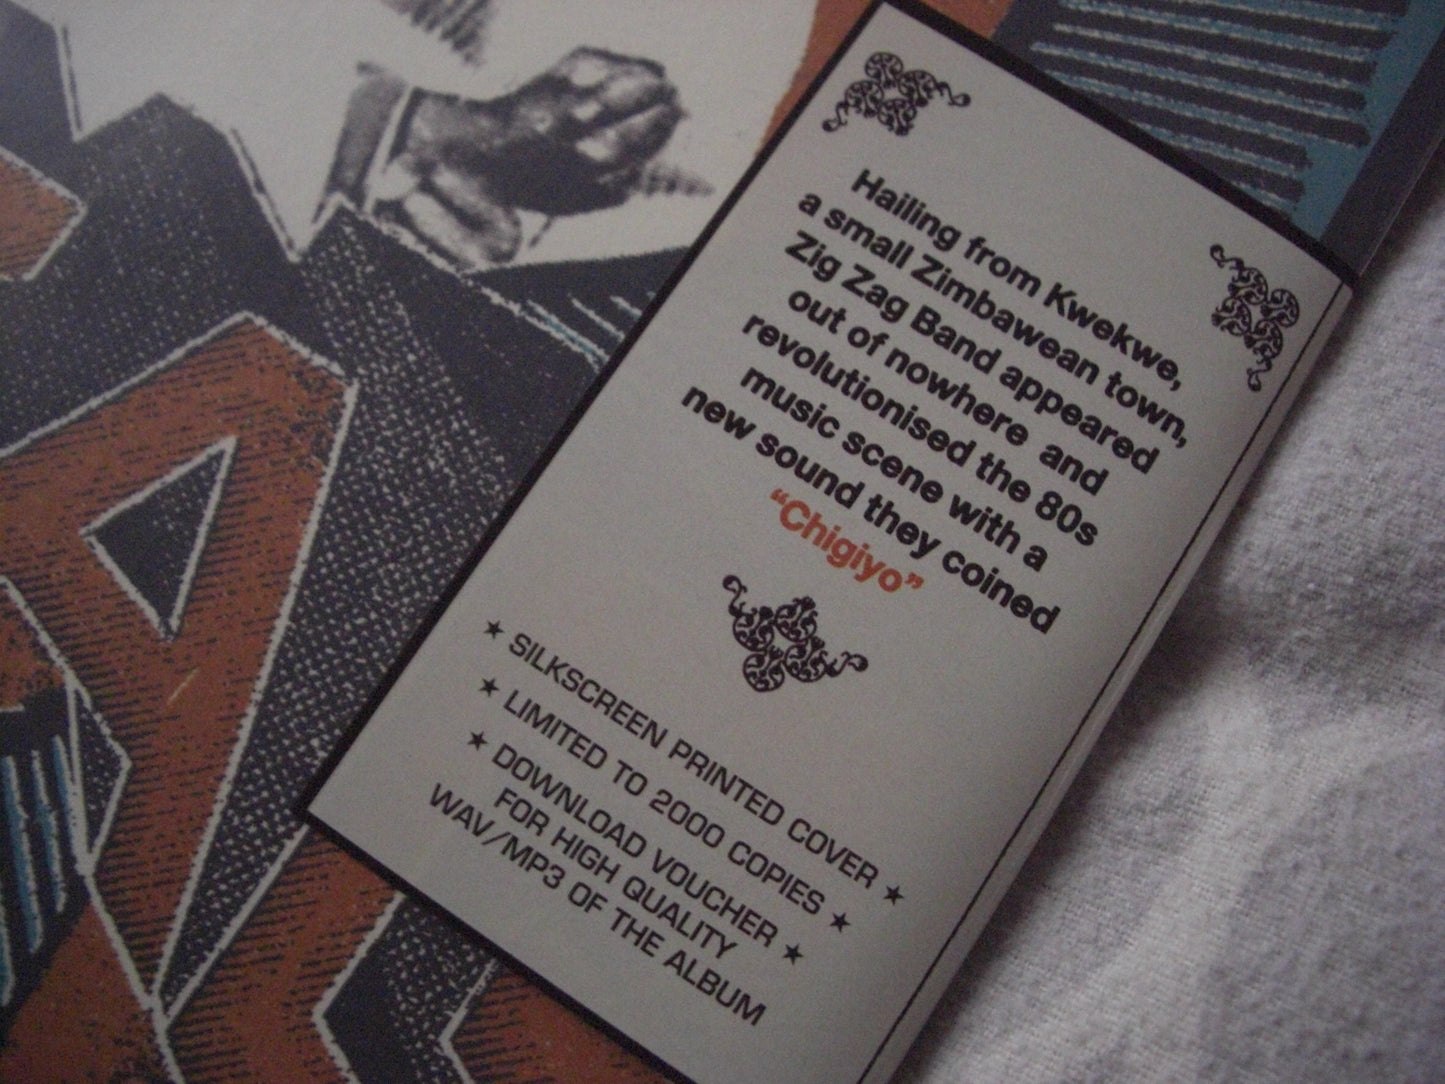 Hailing from Kwekwe,
a small Zimbawean town,
Zig Zag Band appeared
out of nowhere and
revolutionised the 80s
music scene with a
new sound they coined
“Chigiyo”
★ SILKSCREEN PRINTED COVER ★
★ LIMITED TO 2000 COPIES ★
★ DOWNLOAD VOUCHER ★
FOR HIGH QUALITY
WAV/MP3 OF THE ALBUM